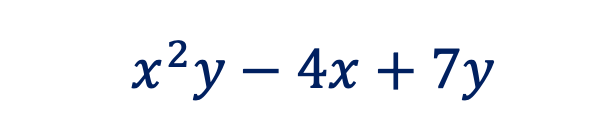 x²y − 4x + 7y